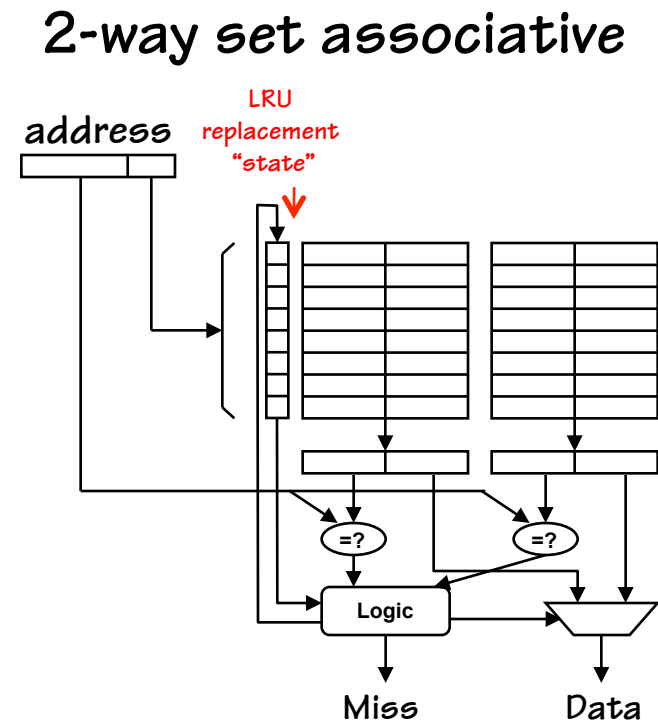 2-way set associative
LRU
replacement
“state”
address
=?
=?
Logic
Miss
Data